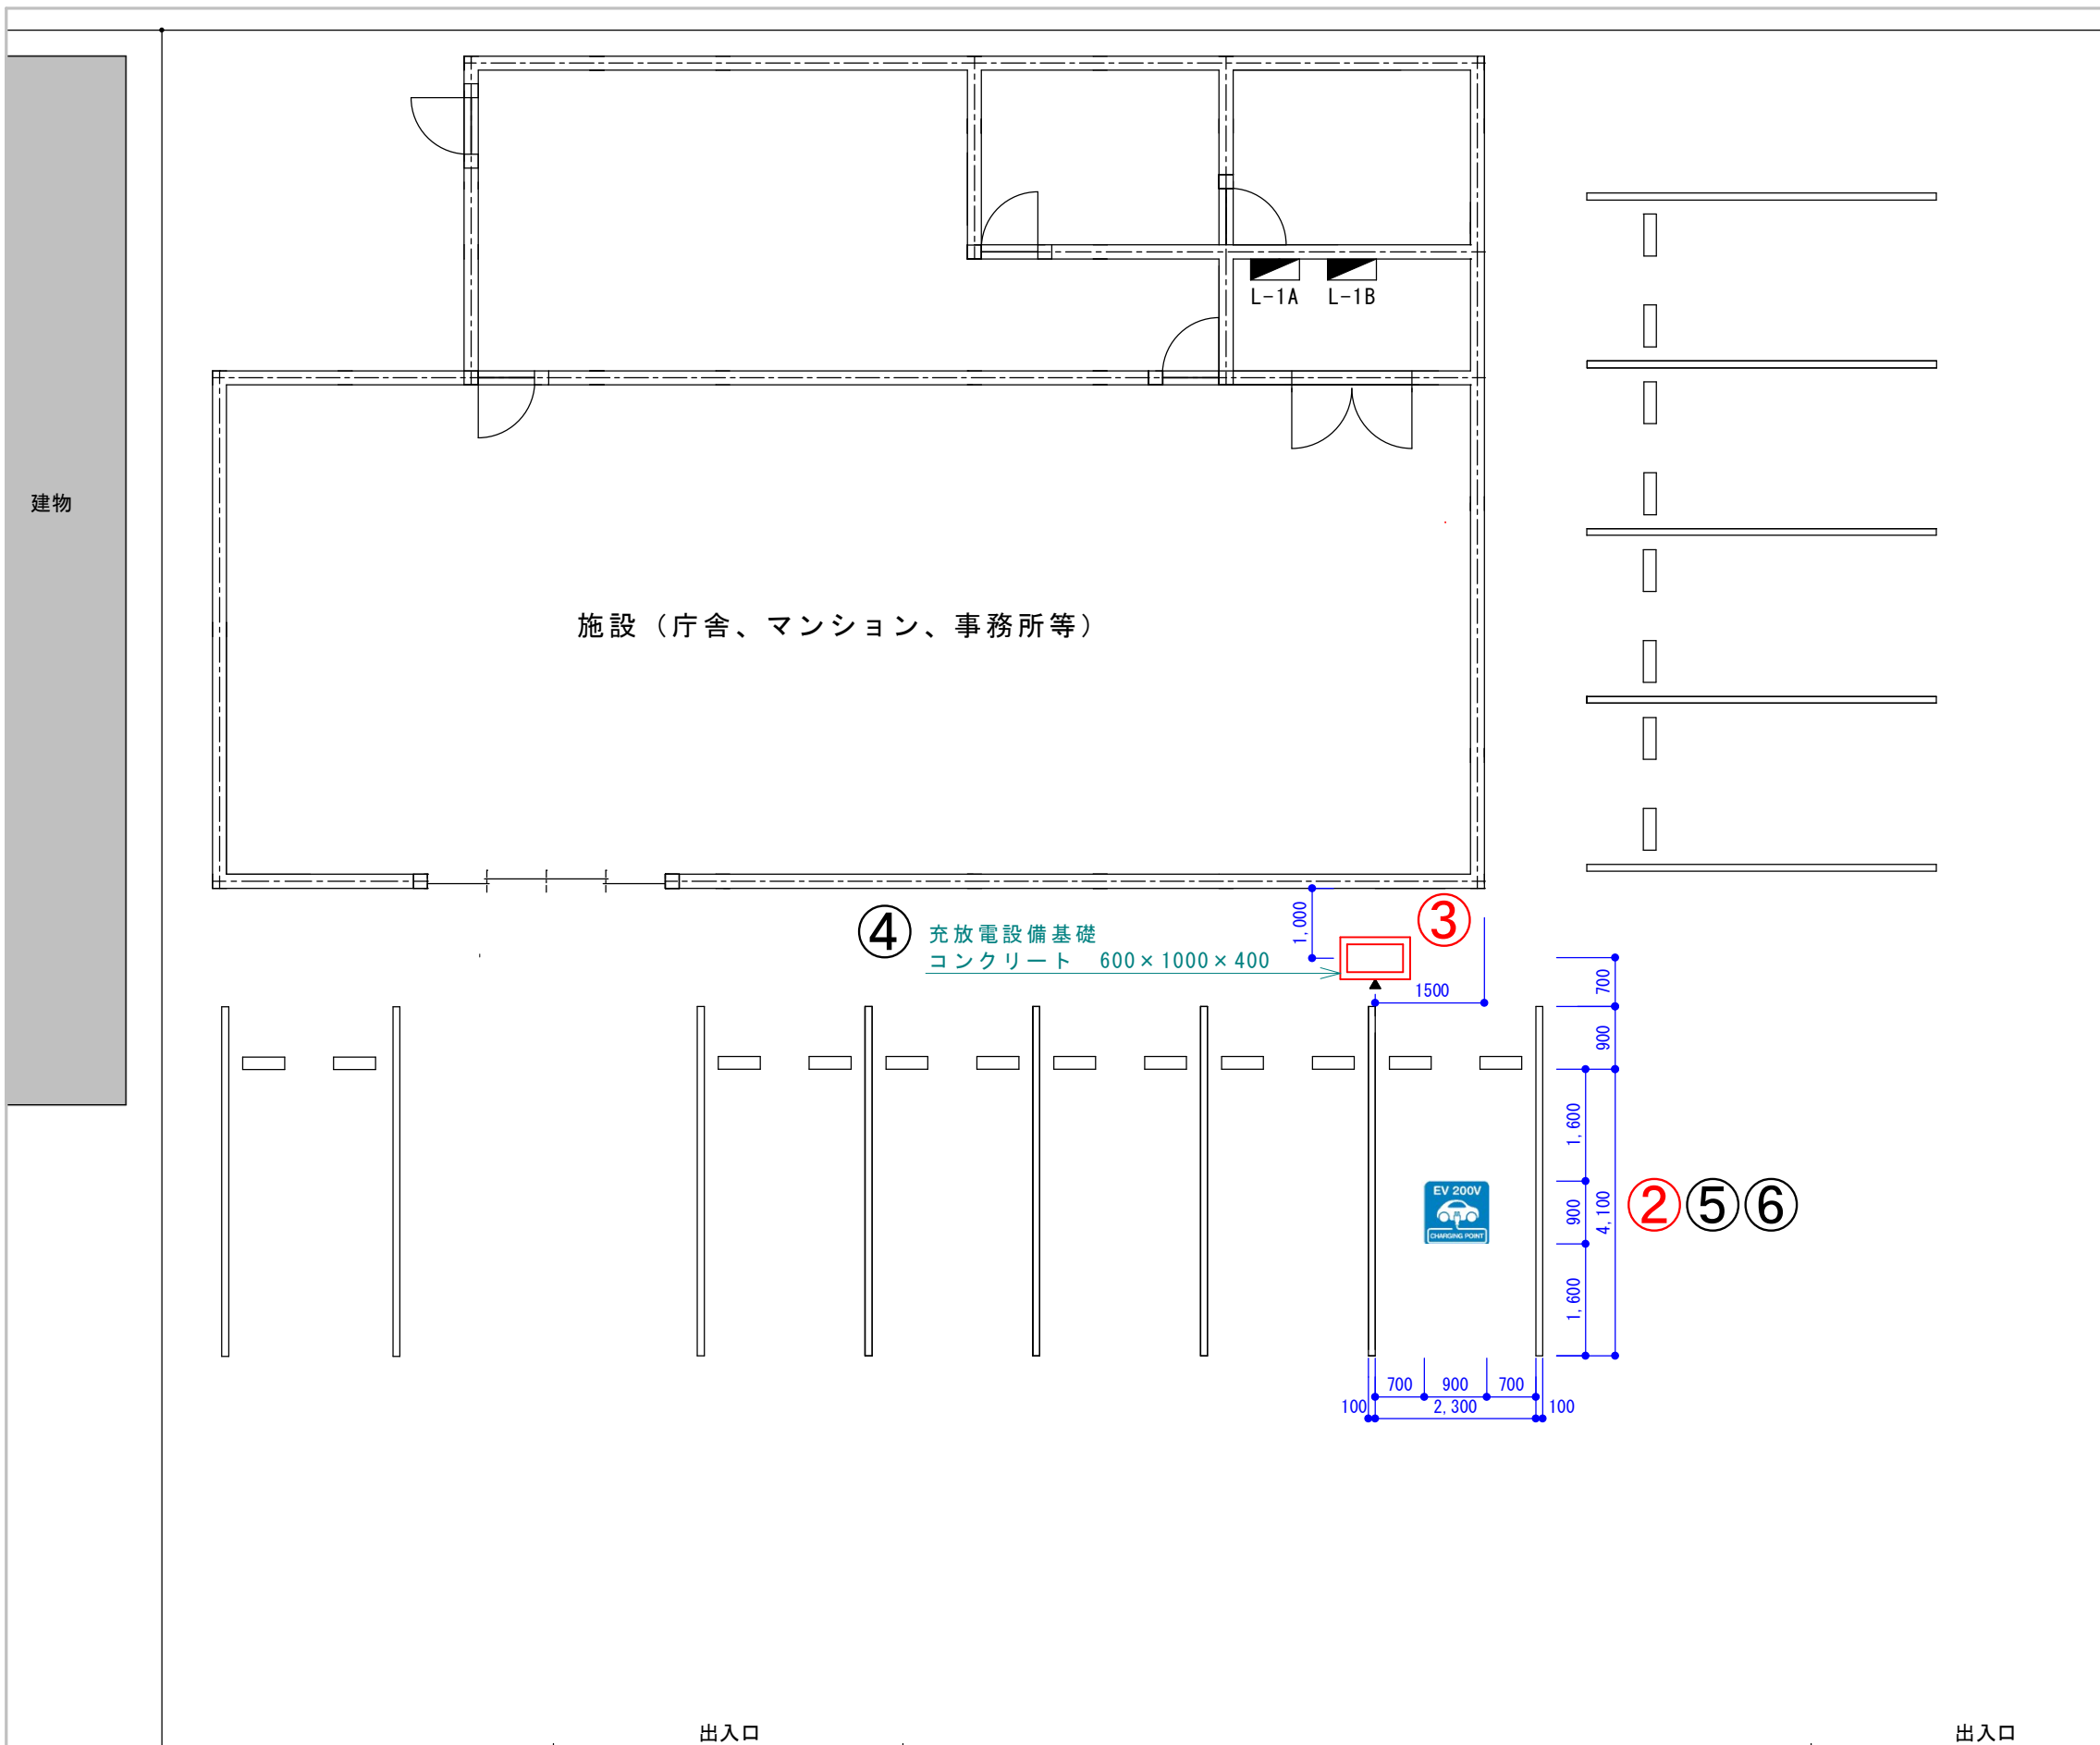 L-1A L-1B
建物
施設（庁舎、マンション、事務所等）
④ 充放電設備基礎
コンクリート 600×1000×400
1,000
③
1500
700
900
1,600
900
4,100
1,600
②⑤⑥
EV 200V
CHARGING POINT
700 900 700
100 2,300 100
出入口 出入口